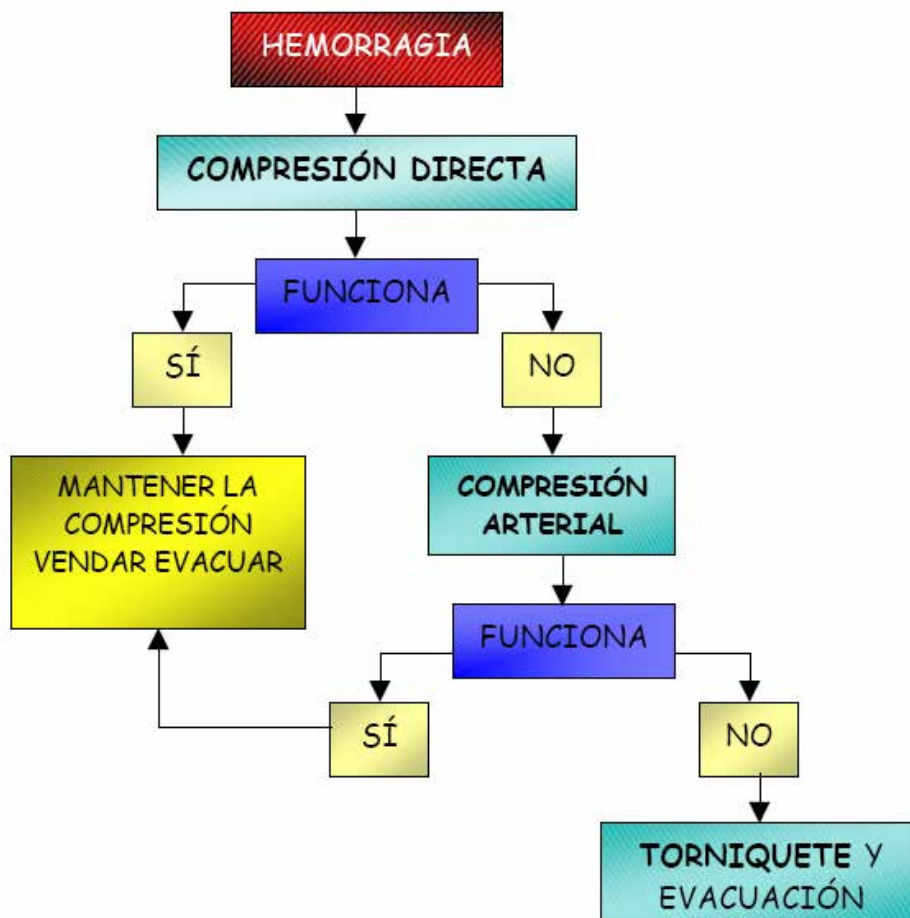 HEMORRAGIA
COMPRESIÓN DIRECTA
FUNCIONA
SÍ
NO
MANTENER LA
COMPRESIÓN
VENDAR EVACUAR
COMPRESIÓN
ARTERIAL
FUNCIONA
SÍ
NO
TORNIQUETE Y
EVACUACIÓN